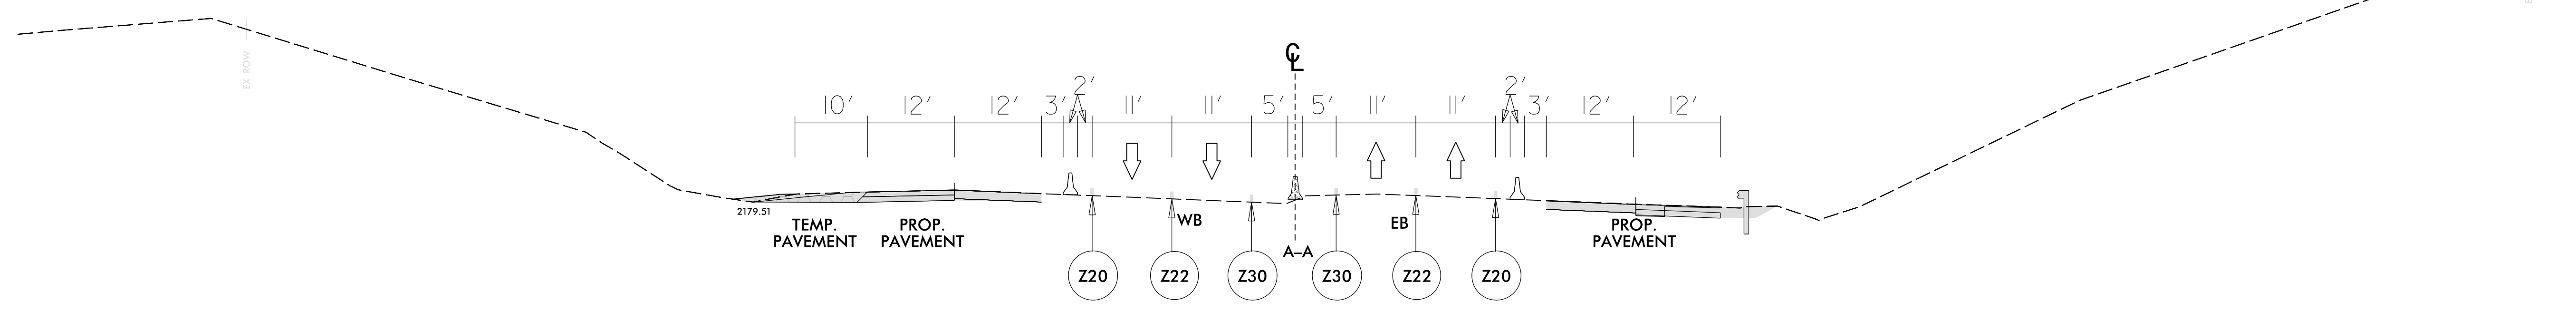 EX ROW
CL
2' 2'
10' 12' 12' 3' 11' 11' 5' 5' 11' 11' 3' 12' 12'
2179.51
TEMP.
PAVEMENT
PROP.
PAVEMENT
WB
EB
PROP.
PAVEMENT
A–A
Z20 Z22 Z30 Z30 Z22 Z20